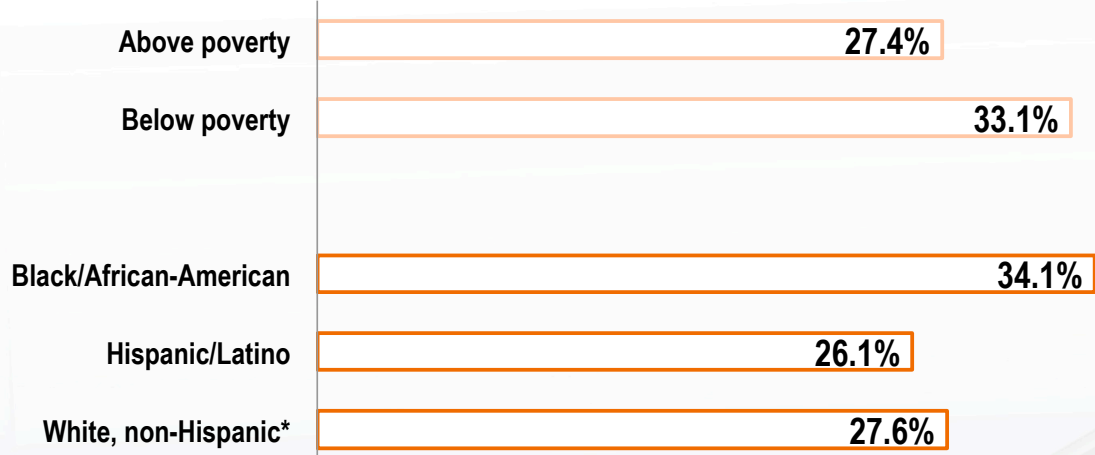 Above poverty 27.4%
Below poverty 33.1%
Black/African-American 34.1%
Hispanic/Latino 26.1%
White, non-Hispanic* 27.6%